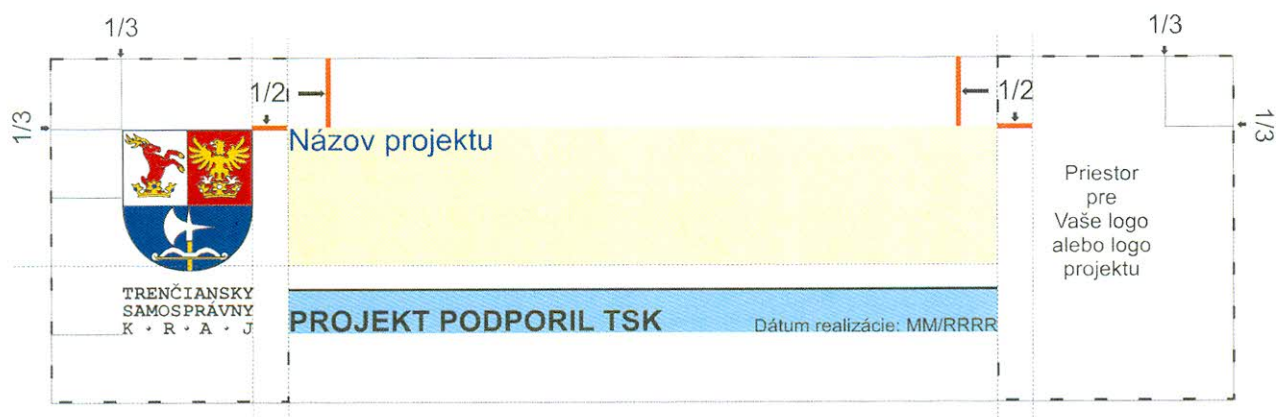 1/3
1/3
1/2
1/2
1/3
1/3
Názov projektu
Priestor
pre
Vaše logo
alebo logo
projektu
TRENČIANSKY
SAMOSPRÁVNY
K · R · A · J
PROJEKT PODPORIL TSK
Dátum realizácie: MM/RRRR